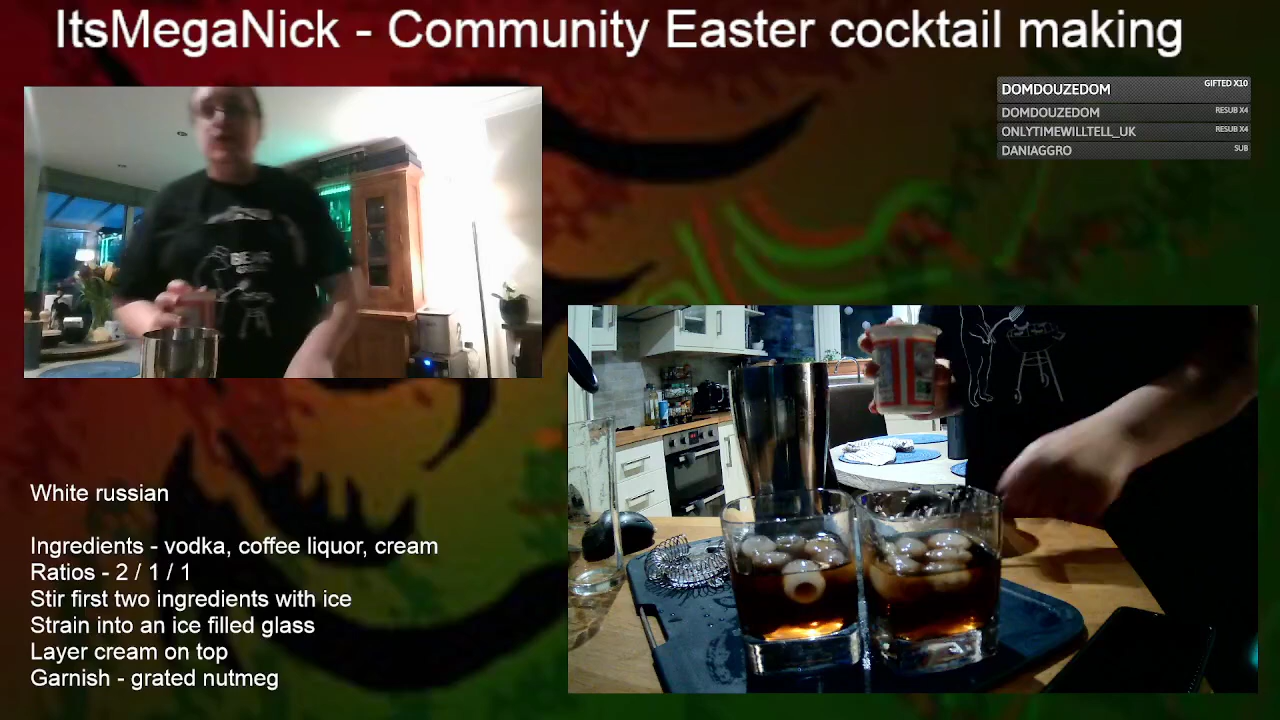 ItsMegaNick - Community Easter cocktail making
DOMDOUZEDOM GIFTED X10
DOMDOUZEDOM RESUB X4
ONLYTIMEWILLTELL_UK RESUB X4
DANIAGGRO SUB
White russian
Ingredients - vodka, coffee liquor, cream
Ratios - 2 / 1 / 1
Stir first two ingredients with ice
Strain into an ice filled glass
Layer cream on top
Garnish - grated nutmeg